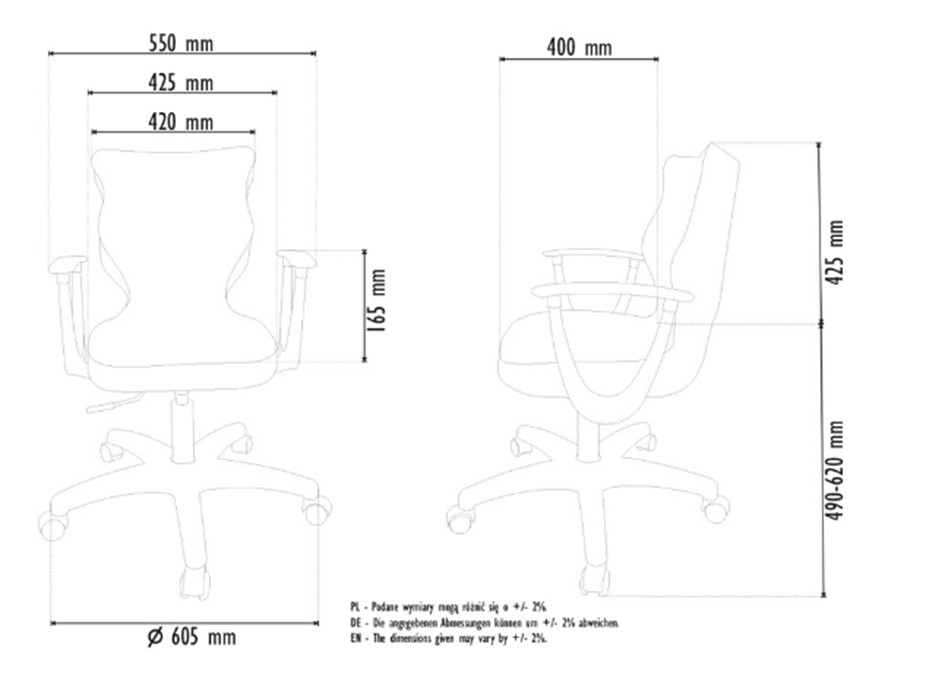 550 mm
400 mm
425 mm
420 mm
425 mm
165 mm
490-620 mm
Ø 605 mm
PL - Podane wymiary mogą różnić się o +/- 2%.
DE - Die angegebenen Abmessungen können um +/- 2% abweichen.
EN - The dimensions given may vary by +/- 2%.